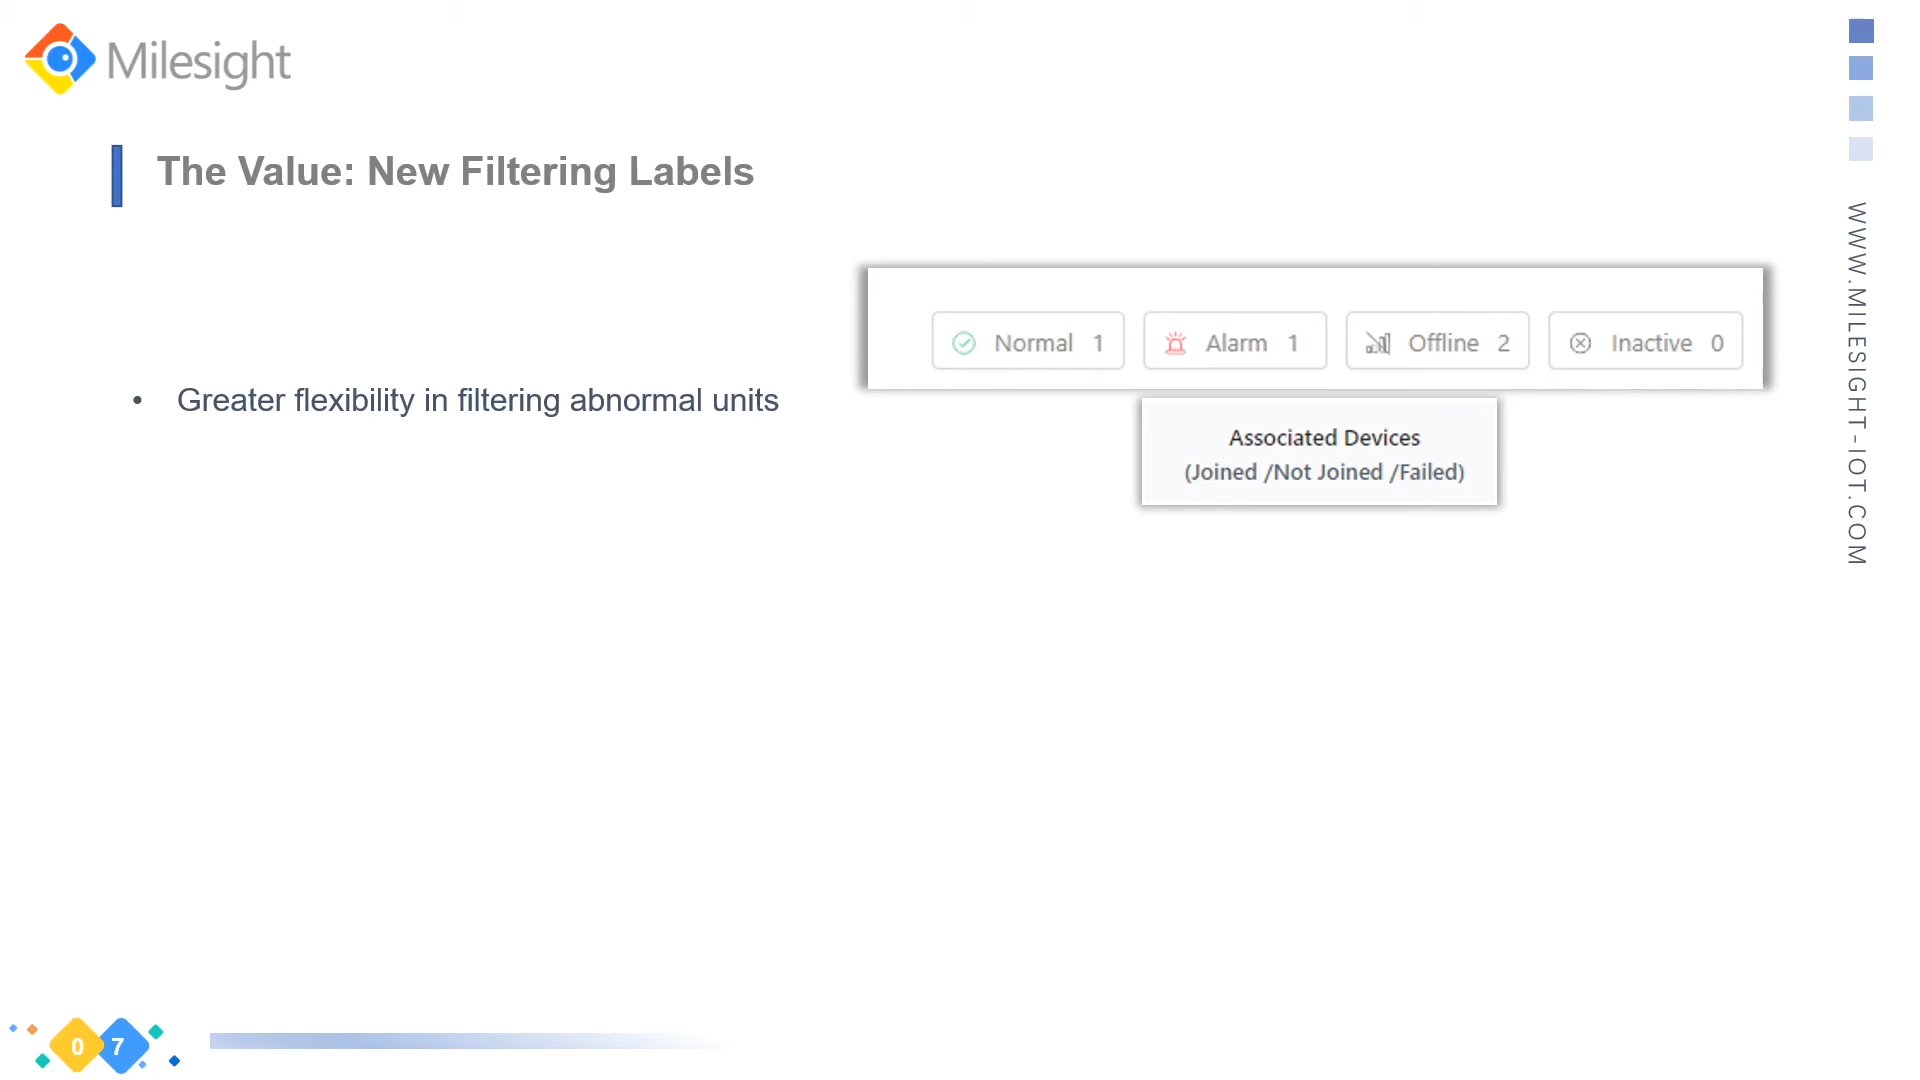 Milesight
The Value: New Filtering Labels
• Greater flexibility in filtering abnormal units
Normal 1
Alarm 1
Offline 2
Inactive 0
Associated Devices
(Joined /Not Joined /Failed)
WWW.MILESIGHT-IOT.COM
0 7